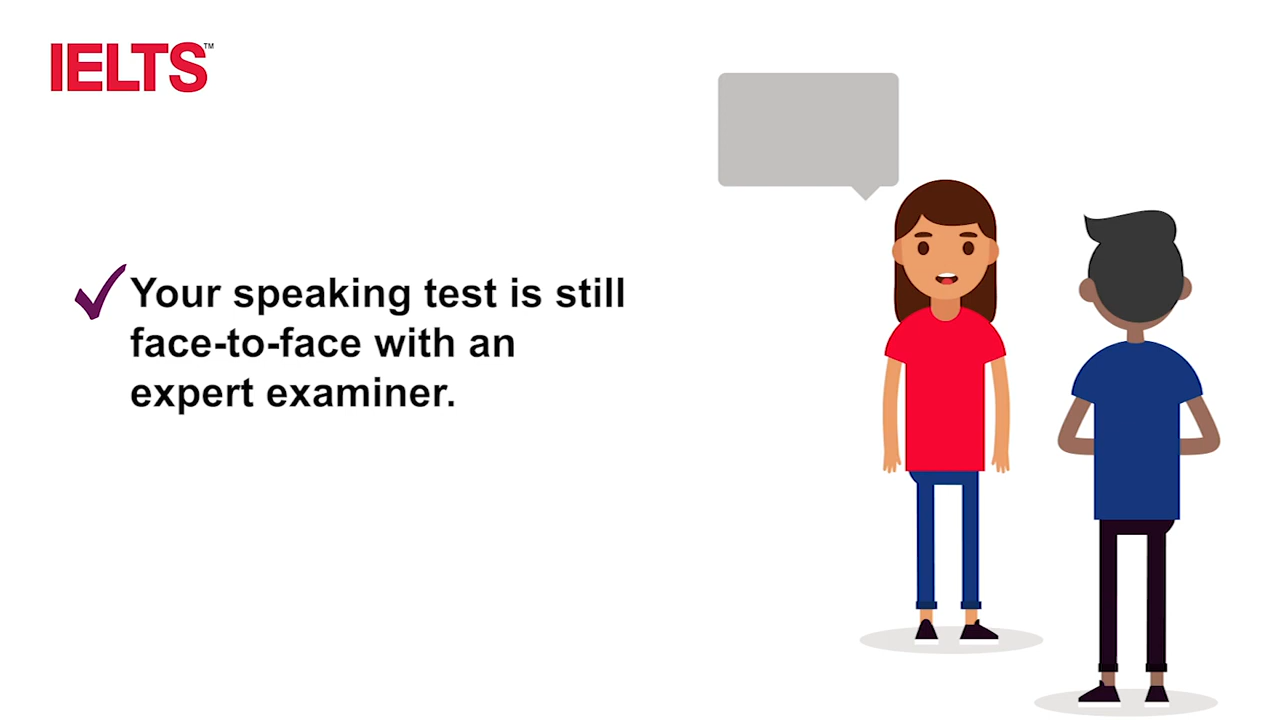 IELTS™
Your speaking test is still
face-to-face with an
expert examiner.